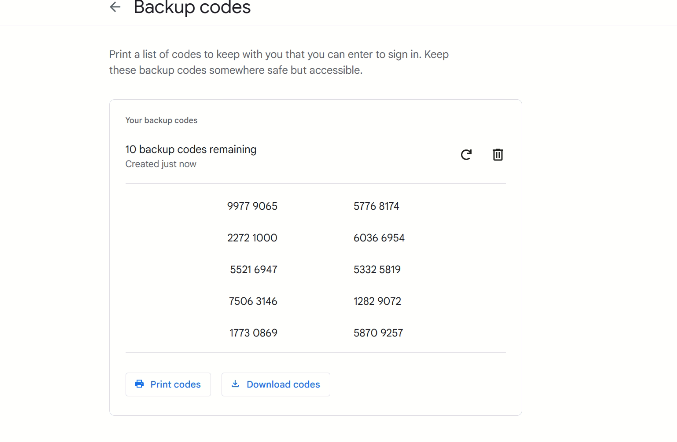 Backup codes
Print a list of codes to keep with you that you can enter to sign in. Keep
these backup codes somewhere safe but accessible.
Your backup codes
10 backup codes remaining
Created just now
9977 9065 5776 8174
2272 1000 6036 6954
5521 6947 5332 5819
7506 3146 1282 9072
1773 0869 5870 9257
Print codes Download codes